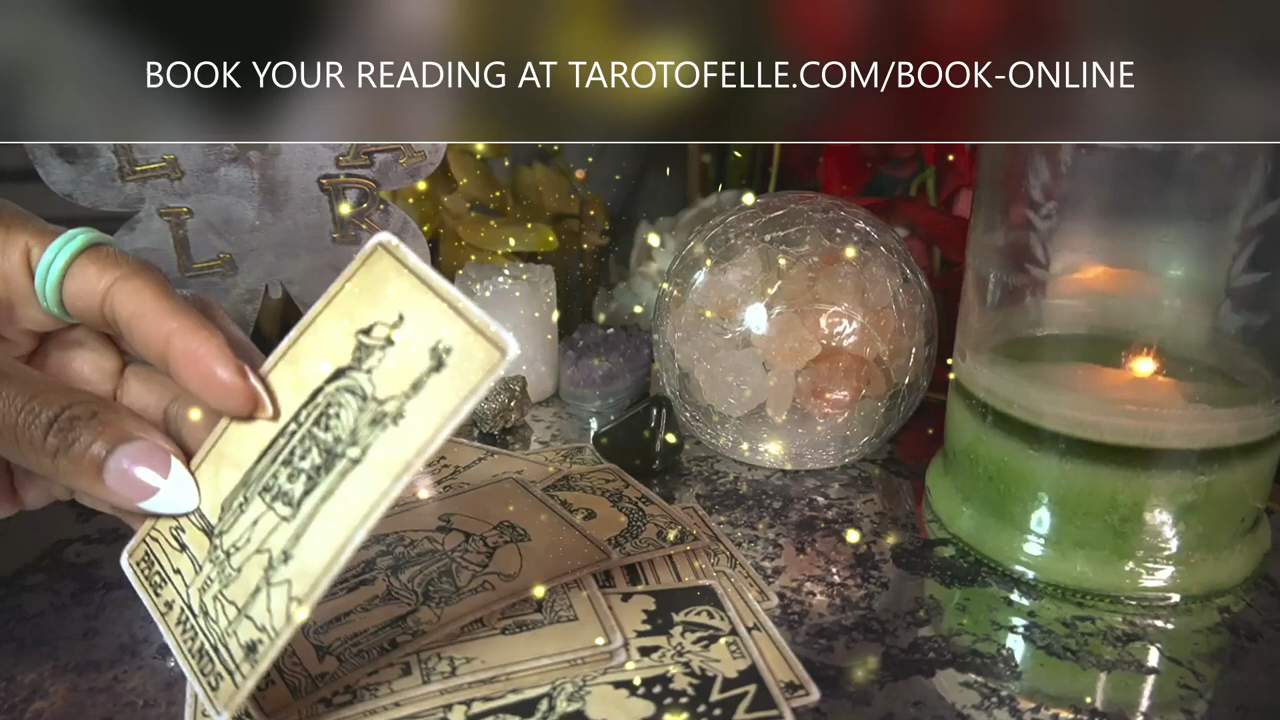 BOOK YOUR READING AT TAROTOFELLE.COM/BOOK-ONLINE
L A
L R
PAGE of WANDS